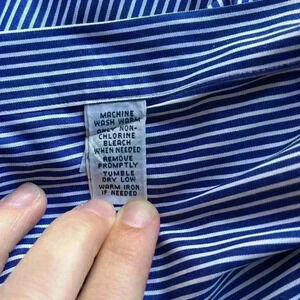 MACHINE
WASH WARM
ONLY NON-
CHLORINE
BLEACH
WHEN NEEDED
REMOVE
PROMPTLY
TUMBLE
DRY LOW
WARM IRON
IF NEEDED